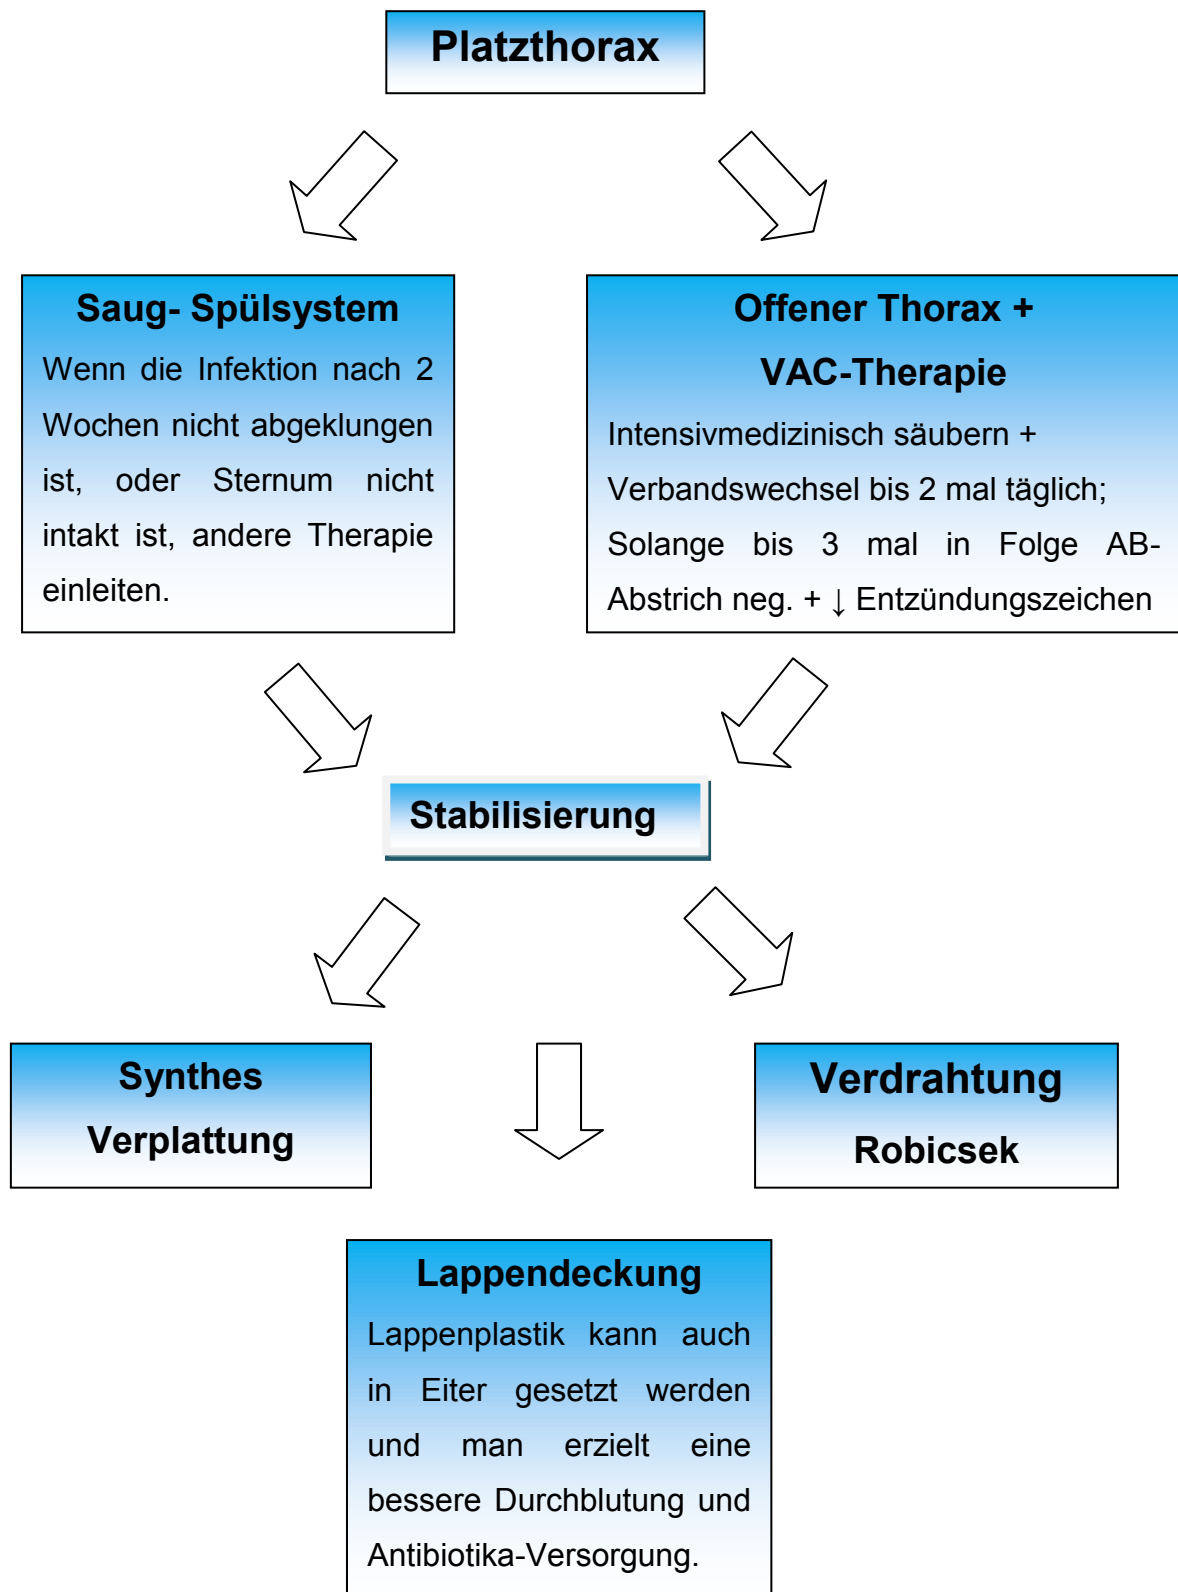 Platzthorax
Saug- Spülsystem
Wenn die Infektion nach 2
Wochen nicht abgeklungen
ist, oder Sternum nicht
intakt ist, andere Therapie
einleiten.
Offener Thorax +
VAC-Therapie
Intensivmedizinisch säubern +
Verbandswechsel bis 2 mal täglich;
Solange bis 3 mal in Folge AB-
Abstrich neg. + ↓ Entzündungszeichen
Stabilisierung
Synthes
Verplattung
Verdrahtung
Robicsek
Lappendeckung
Lappenplastik kann auch
in Eiter gesetzt werden
und man erzielt eine
bessere Durchblutung und
Antibiotika-Versorgung.